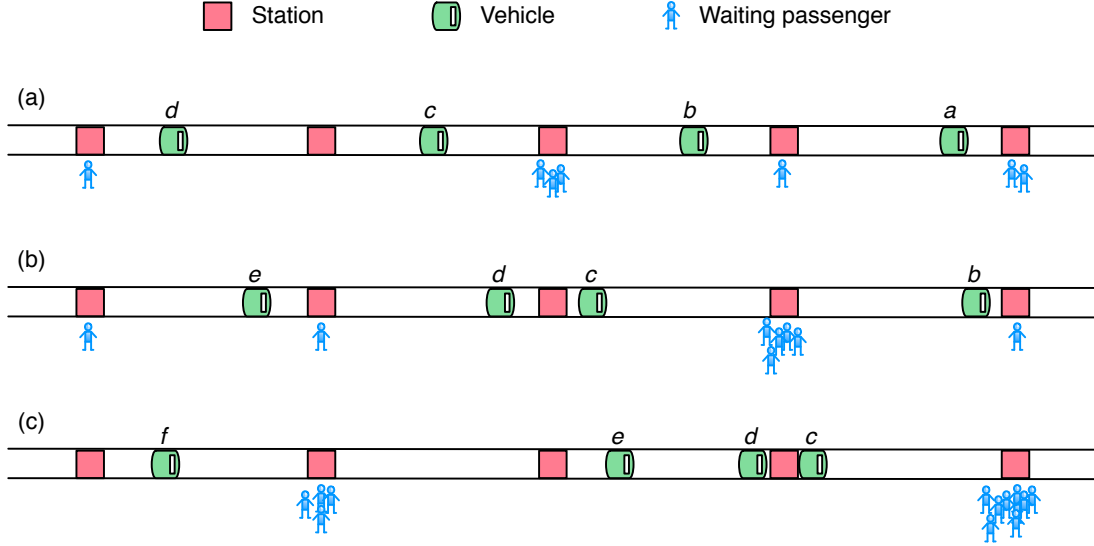 Station Vehicle Waiting passenger
(a)
d c b a
(b)
e d c b
(c)
f e d c